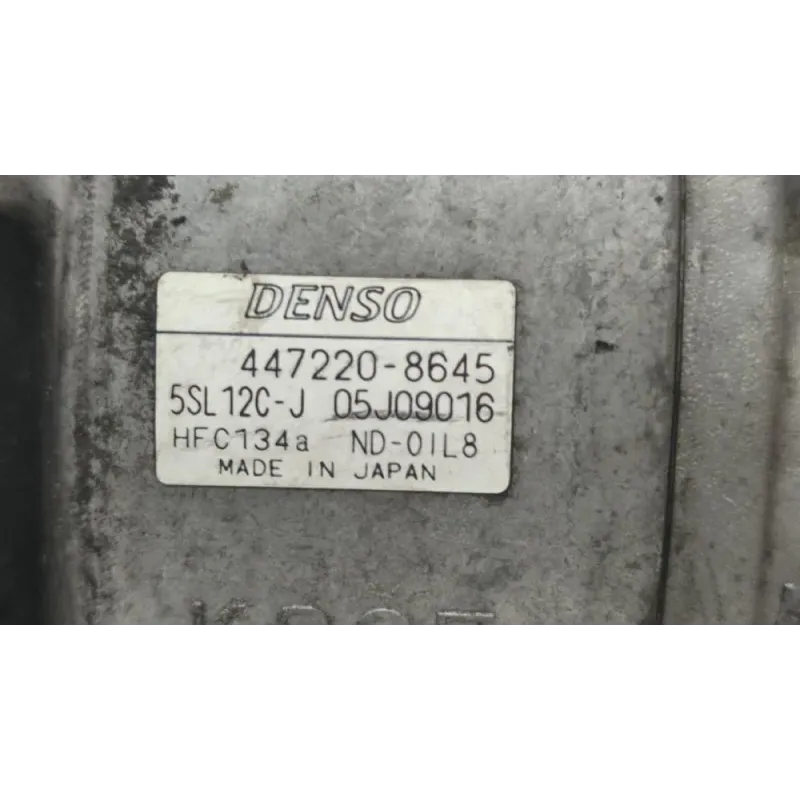 DENSO
447220-8645
5SL12C-J 05J09016
HFC134a ND-OIL8
MADE IN JAPAN